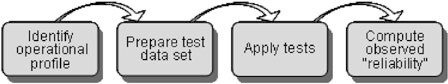 Identify
operational
profile
Prepare test
data set
Apply tests
Compute
observed
"reliability"